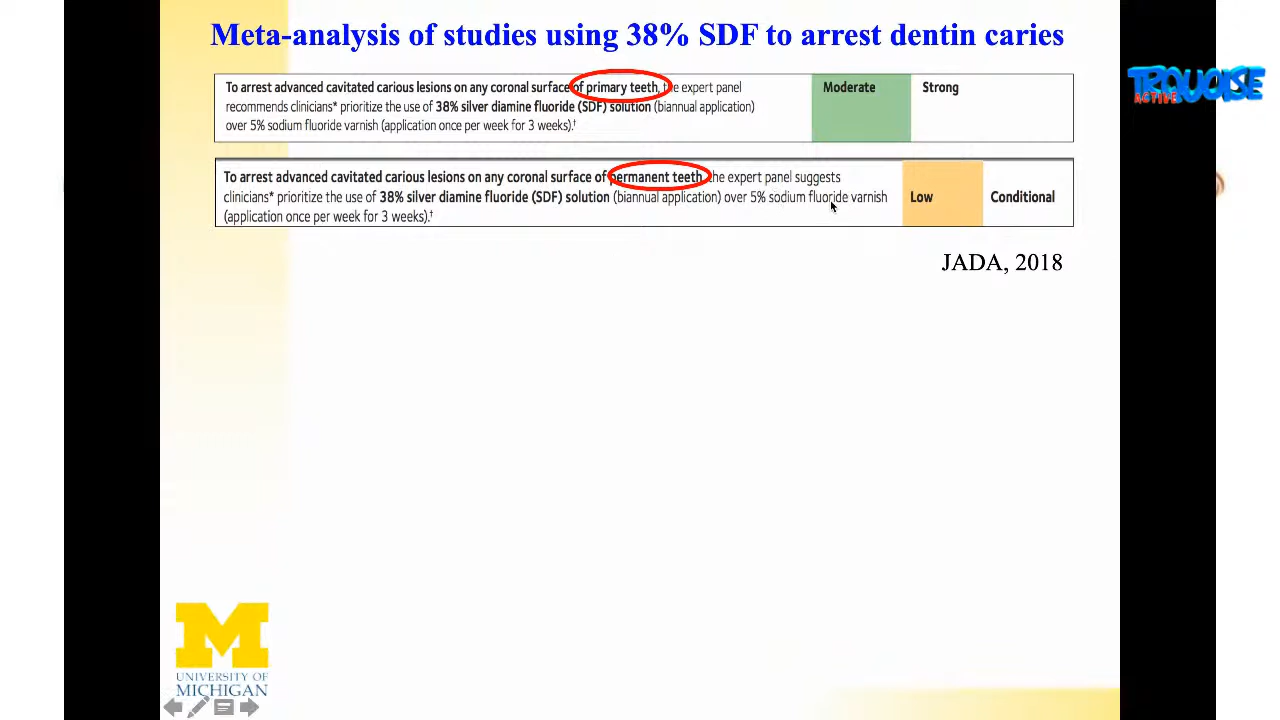 Meta-analysis of studies using 38% SDF to arrest dentin caries
To arrest advanced cavitated carious lesions on any coronal surface of primary teeth, the expert panel
recommends clinicians* prioritize the use of 38% silver diamine fluoride (SDF) solution (biannual application)
over 5% sodium fluoride varnish (application once per week for 3 weeks).†
Moderate
Strong
To arrest advanced cavitated carious lesions on any coronal surface of permanent teeth, the expert panel suggests
clinicians* prioritize the use of 38% silver diamine fluoride (SDF) solution (biannual application) over 5% sodium fluoride varnish
(application once per week for 3 weeks).†
Low
Conditional
JADA, 2018
TRQUOISE
ACTIVE
M
UNIVERSITY OF
MICHIGAN